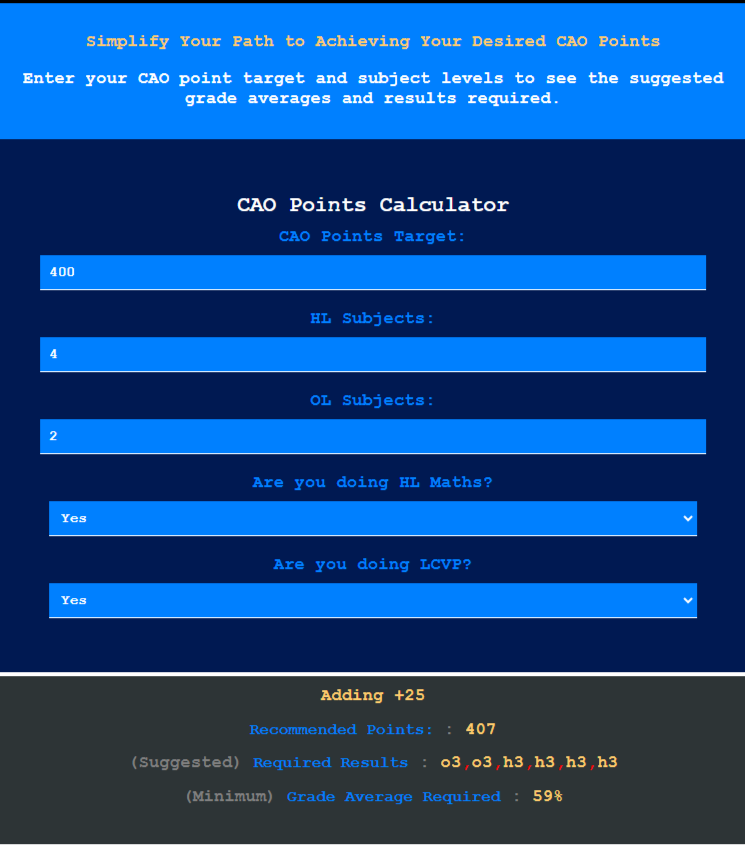 Simplify Your Path to Achieving Your Desired CAO Points
Enter your CAO point target and subject levels to see the suggested
grade averages and results required.
CAO Points Calculator
CAO Points Target:
400
HL Subjects:
4
OL Subjects:
2
Are you doing HL Maths?
Yes
Are you doing LCVP?
Yes
Adding +25
Recommended Points: : 407
(Suggested) Required Results : o3,o3,h3,h3,h3,h3
(Minimum) Grade Average Required : 59%